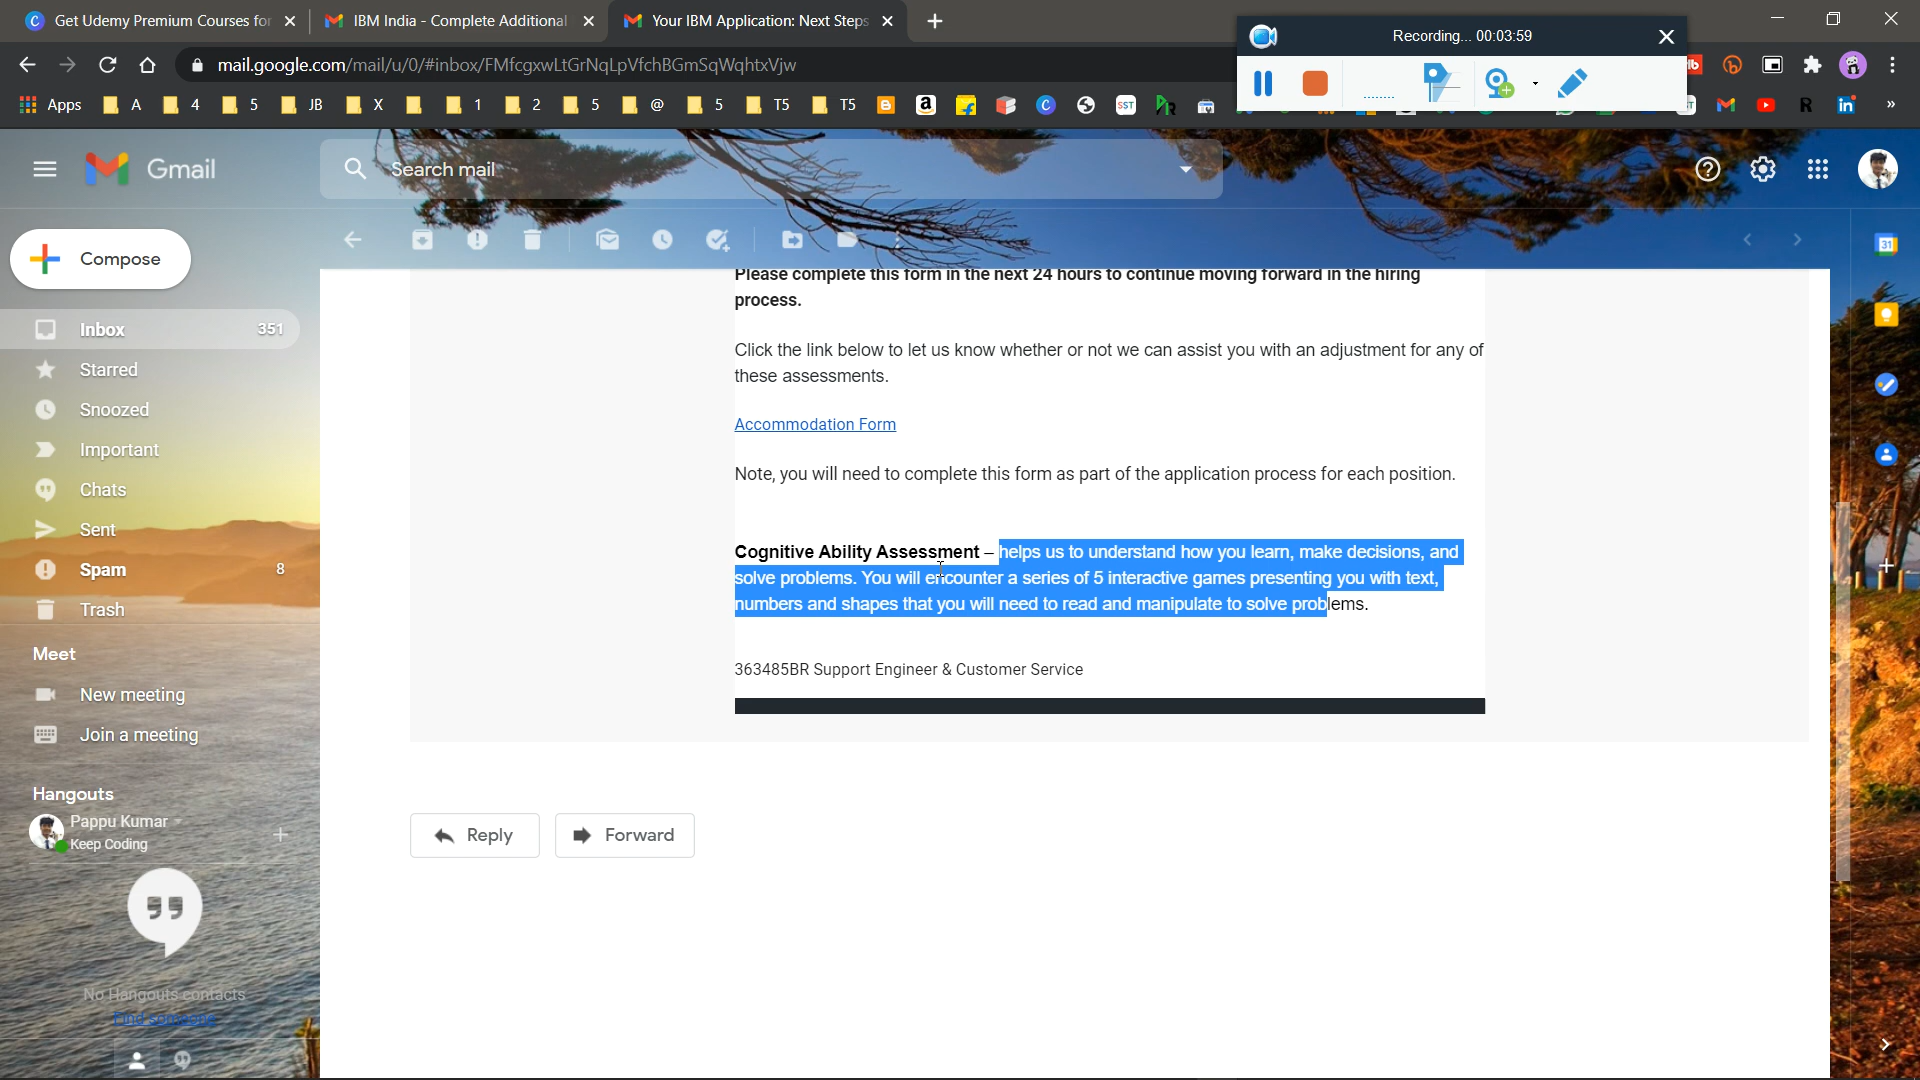 Get Udemy Premium Courses for
IBM India - Complete Additional
Your IBM Application: Next Steps
Recording... 00:03:59
mail.google.com/mail/u/0/#inbox/FMfcgxwLtGrNqLpVfchBGmSqWqhtxVjw
Apps A 4 5 JB X 1 2 5 @ 5 T5 T5
Gmail
Search mail
Compose
Please complete this form in the next 24 hours to continue moving forward in the hiring
process.
Inbox 351
Click the link below to let us know whether or not we can assist you with an adjustment for any of
these assessments.
Starred
Snoozed
Accommodation Form
Important
Note, you will need to complete this form as part of the application process for each position.
Chats
Sent
Cognitive Ability Assessment – helps us to understand how you learn, make decisions, and
solve problems. You will encounter a series of 5 interactive games presenting you with text,
numbers and shapes that you will need to read and manipulate to solve problems.
Spam 8
Trash
Meet
363485BR Support Engineer & Customer Service
New meeting
Join a meeting
Hangouts
Pappu Kumar
Keep Coding
Reply
Forward
No Hangouts contacts
Find someone